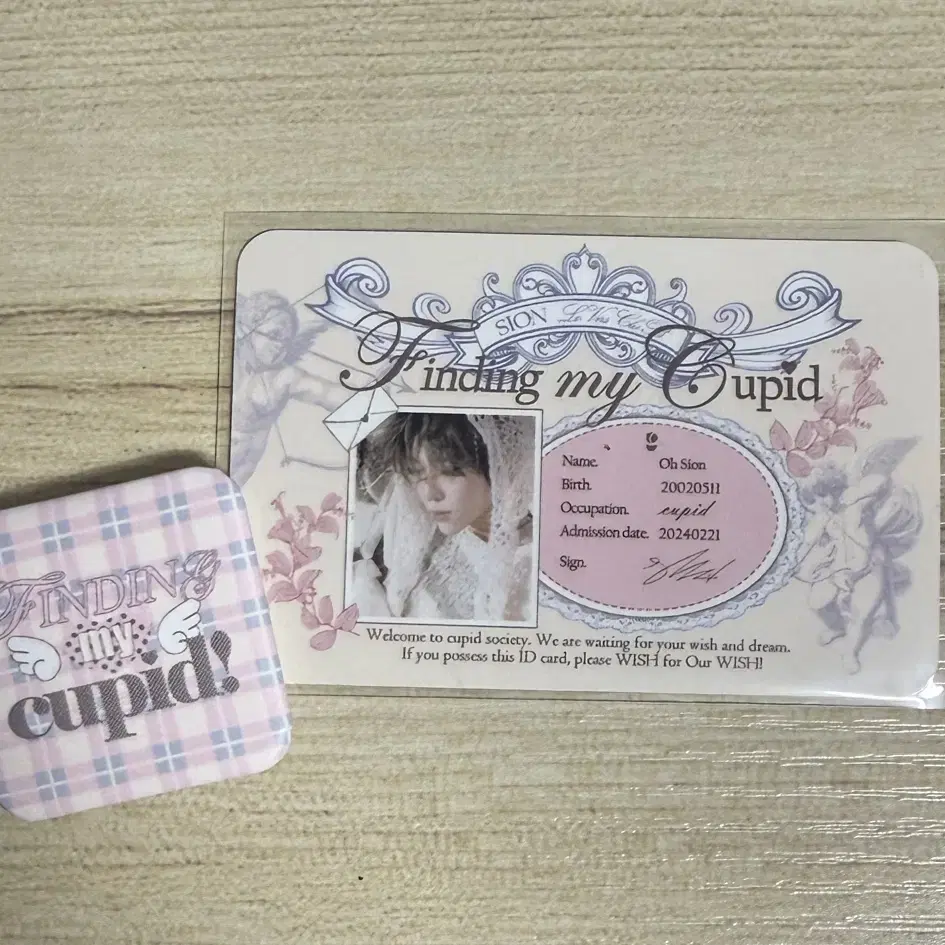 SION
Finding my Cupid
Name. Oh Sion
Birth. 20020511
Occupation. cupid
Admission date. 20240221
Sign.
Welcome to cupid society. We are waiting for your wish and dream.
If you possess this ID card, please WISH for Our WISH!
FINDING
my
cupid!